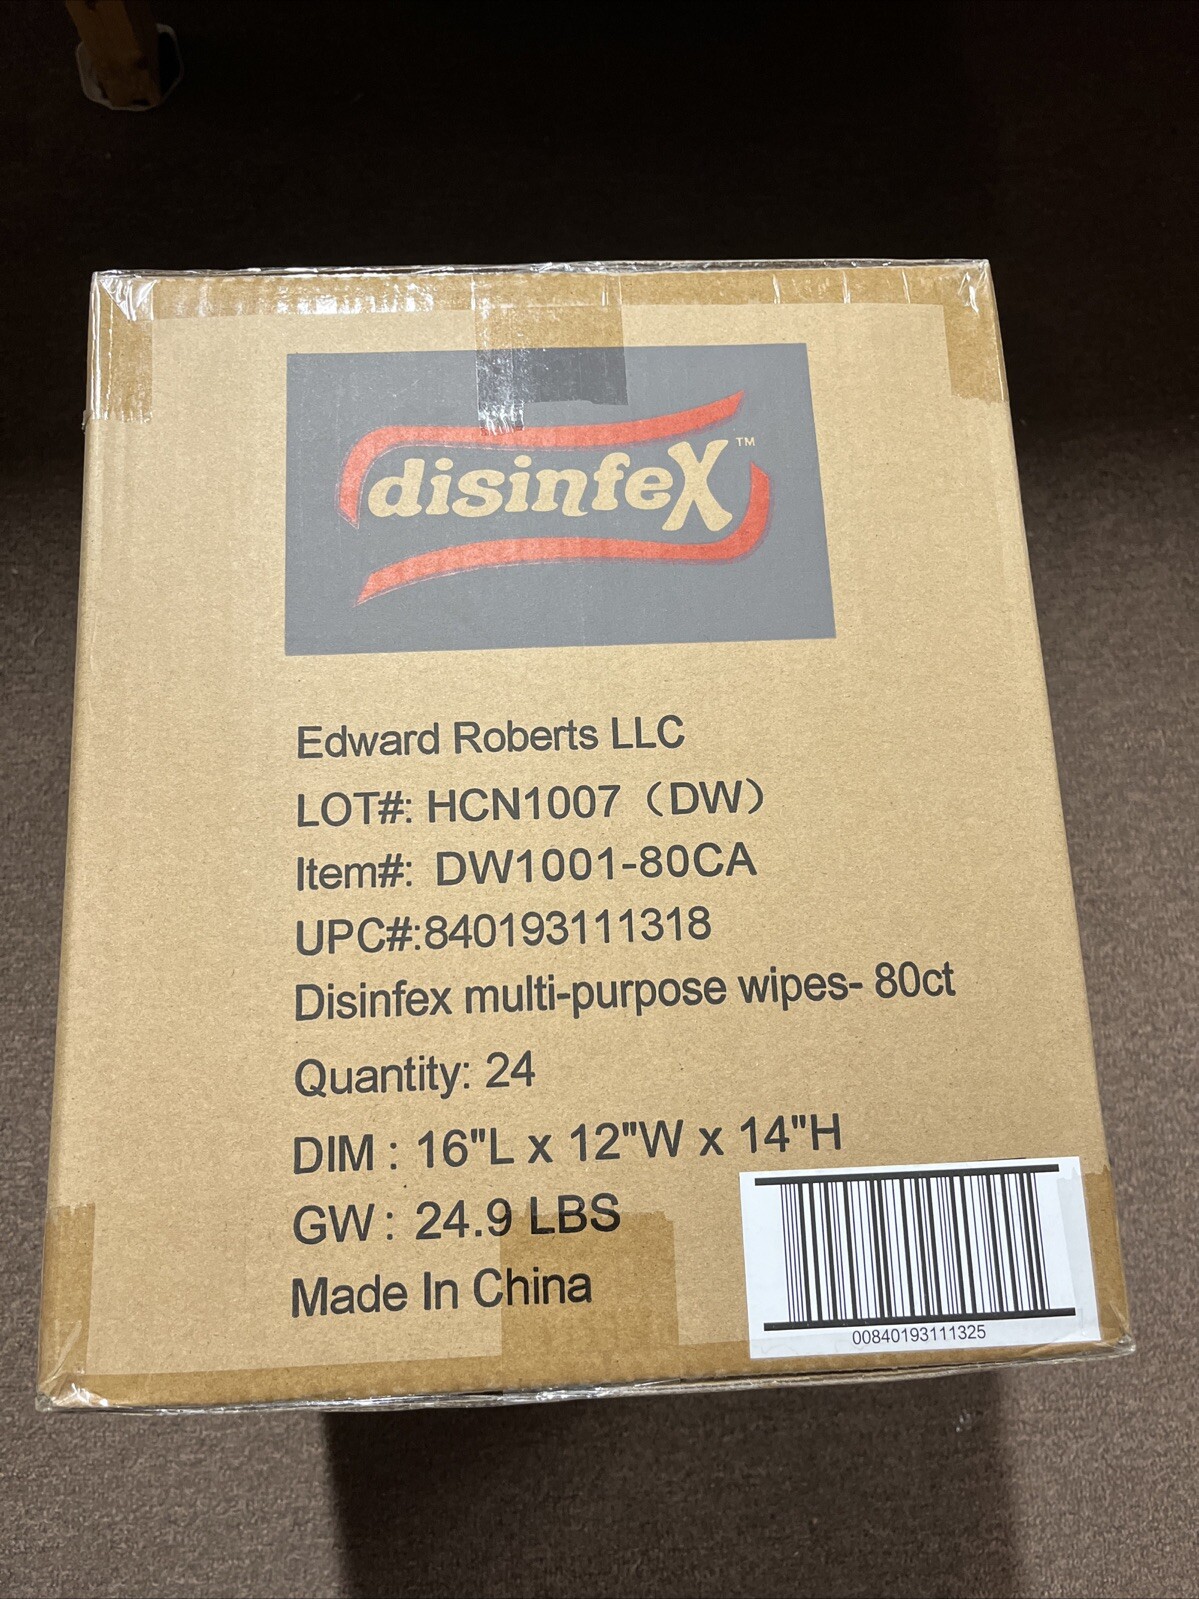 disinfeX™
Edward Roberts LLC
LOT#: HCN1007（DW）
Item#: DW1001-80CA
UPC#:840193111318
Disinfex multi-purpose wipes- 80ct
Quantity: 24
DIM : 16"L x 12"W x 14"H
GW : 24.9 LBS
Made In China
00840193111325